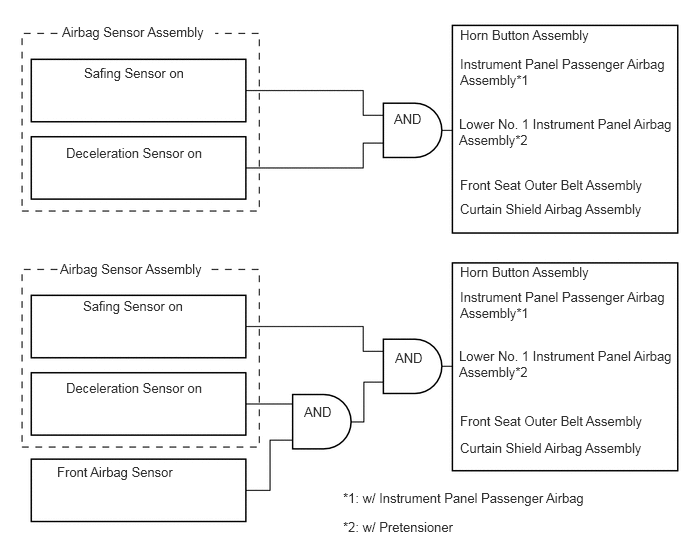 Airbag Sensor Assembly
Safing Sensor on
Deceleration Sensor on
AND
Horn Button Assembly
Instrument Panel Passenger Airbag
Assembly*1
Lower No. 1 Instrument Panel Airbag
Assembly*2
Front Seat Outer Belt Assembly
Curtain Shield Airbag Assembly
Airbag Sensor Assembly
Safing Sensor on
Deceleration Sensor on
Front Airbag Sensor
AND
AND
Horn Button Assembly
Instrument Panel Passenger Airbag
Assembly*1
Lower No. 1 Instrument Panel Airbag
Assembly*2
Front Seat Outer Belt Assembly
Curtain Shield Airbag Assembly
*1: w/ Instrument Panel Passenger Airbag
*2: w/ Pretensioner